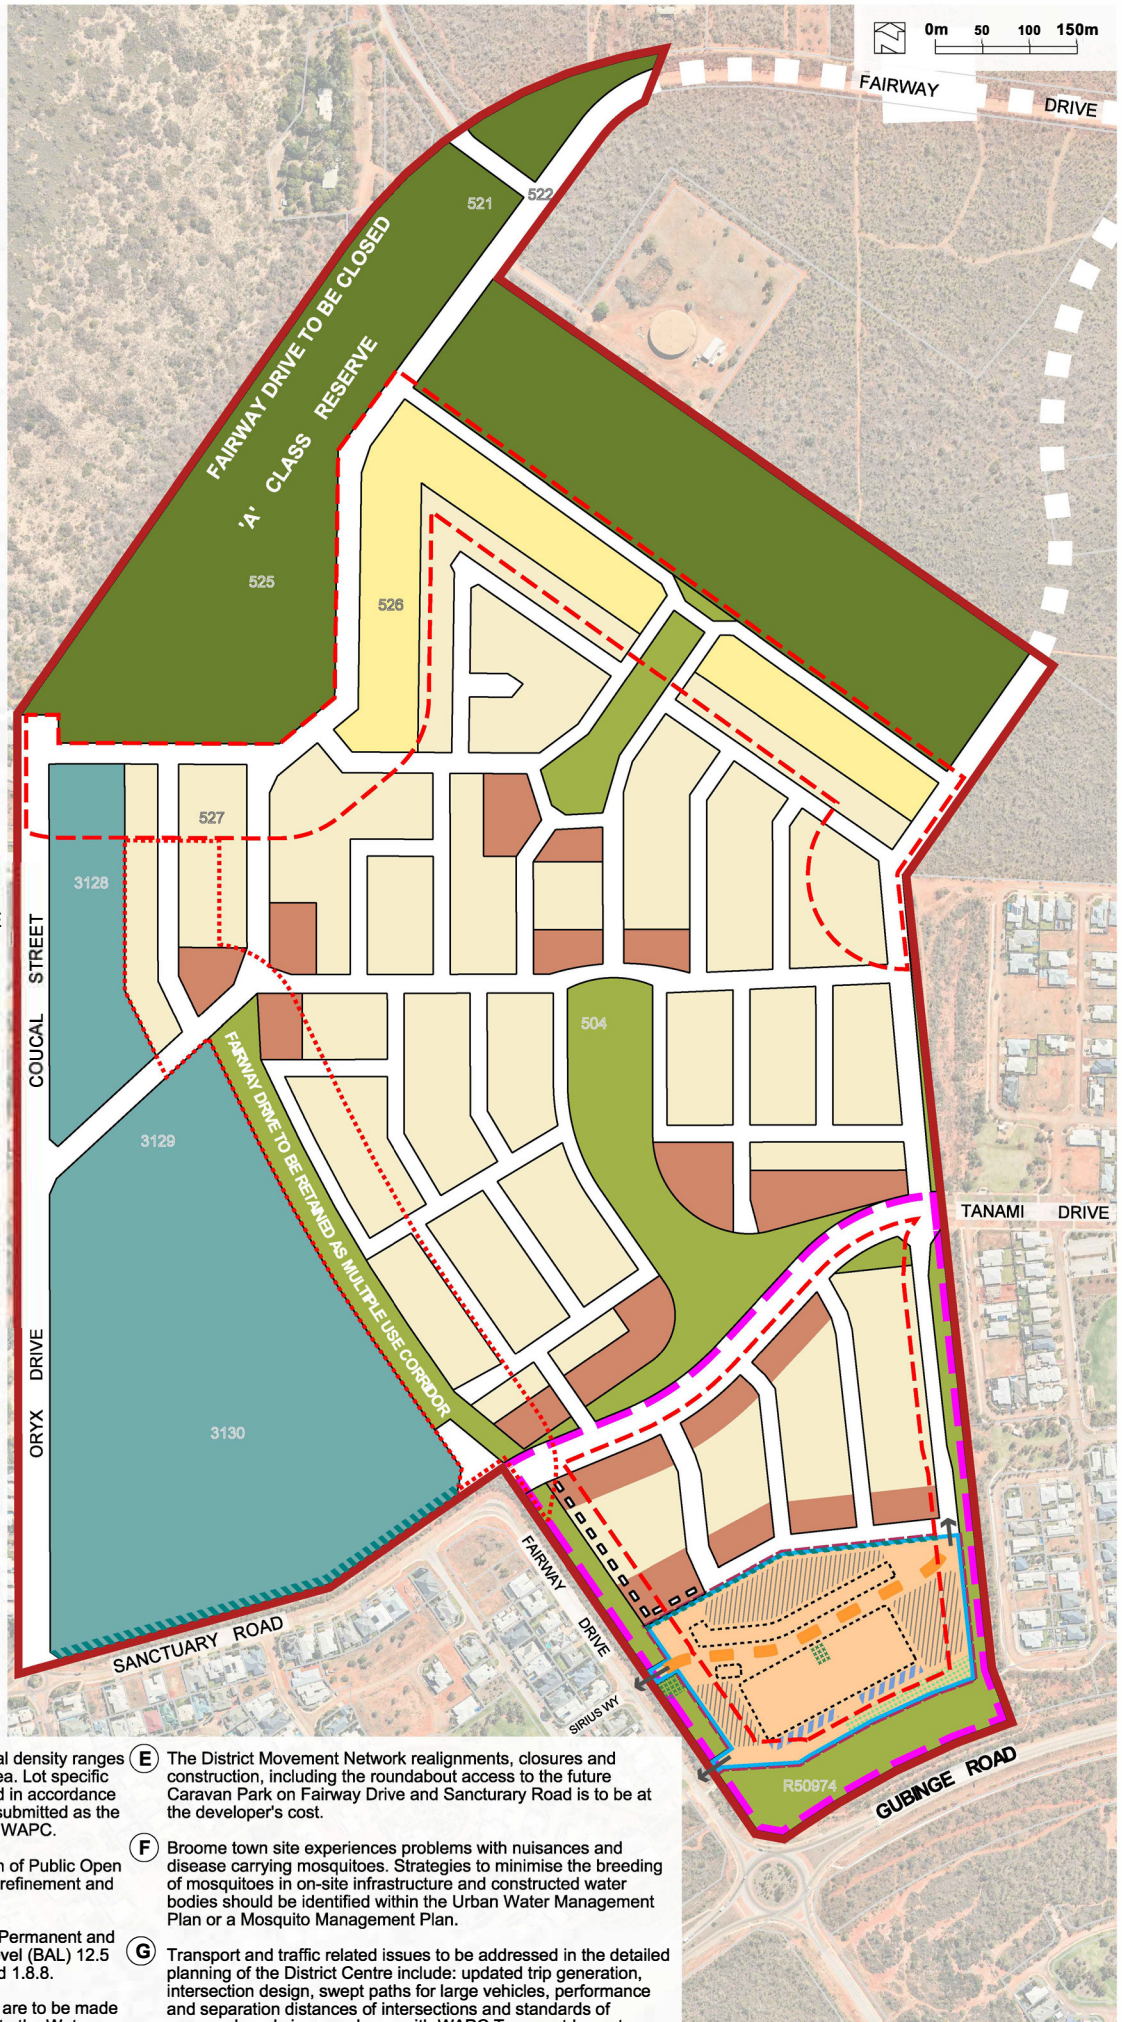 0m 50 100 150m
FAIRWAY DRIVE
522
521
FAIRWAY DRIVE TO BE CLOSED
'A' CLASS RESERVE
525
526
527
3128
COUCAL STREET
504
FAIRWAY DRIVE TO BE RETAINED AS MULTIPLE USE CORRIDOR
3129
TANAMI DRIVE
ORYX DRIVE
3130
FAIRWAY DRIVE
SANCTUARY ROAD
SIRIUS WY
R50974
GUBINGE ROAD
al density ranges
ea. Lot specific
d in accordance
submitted as the
WAPC.
n of Public Open
refinement and
Permanent and
evel (BAL) 12.5
d 1.8.8.
are to be made
E The District Movement Network realignments, closures and
construction, including the roundabout access to the future
Caravan Park on Fairway Drive and Sancturary Road is to be at
the developer's cost.
F Broome town site experiences problems with nuisances and
disease carrying mosquitoes. Strategies to minimise the breeding
of mosquitoes in on-site infrastructure and constructed water
bodies should be identified within the Urban Water Management
Plan or a Mosquito Management Plan.
G Transport and traffic related issues to be addressed in the detailed
planning of the District Centre include: updated trip generation,
intersection design, swept paths for large vehicles, performance
and separation distances of intersections and standards of